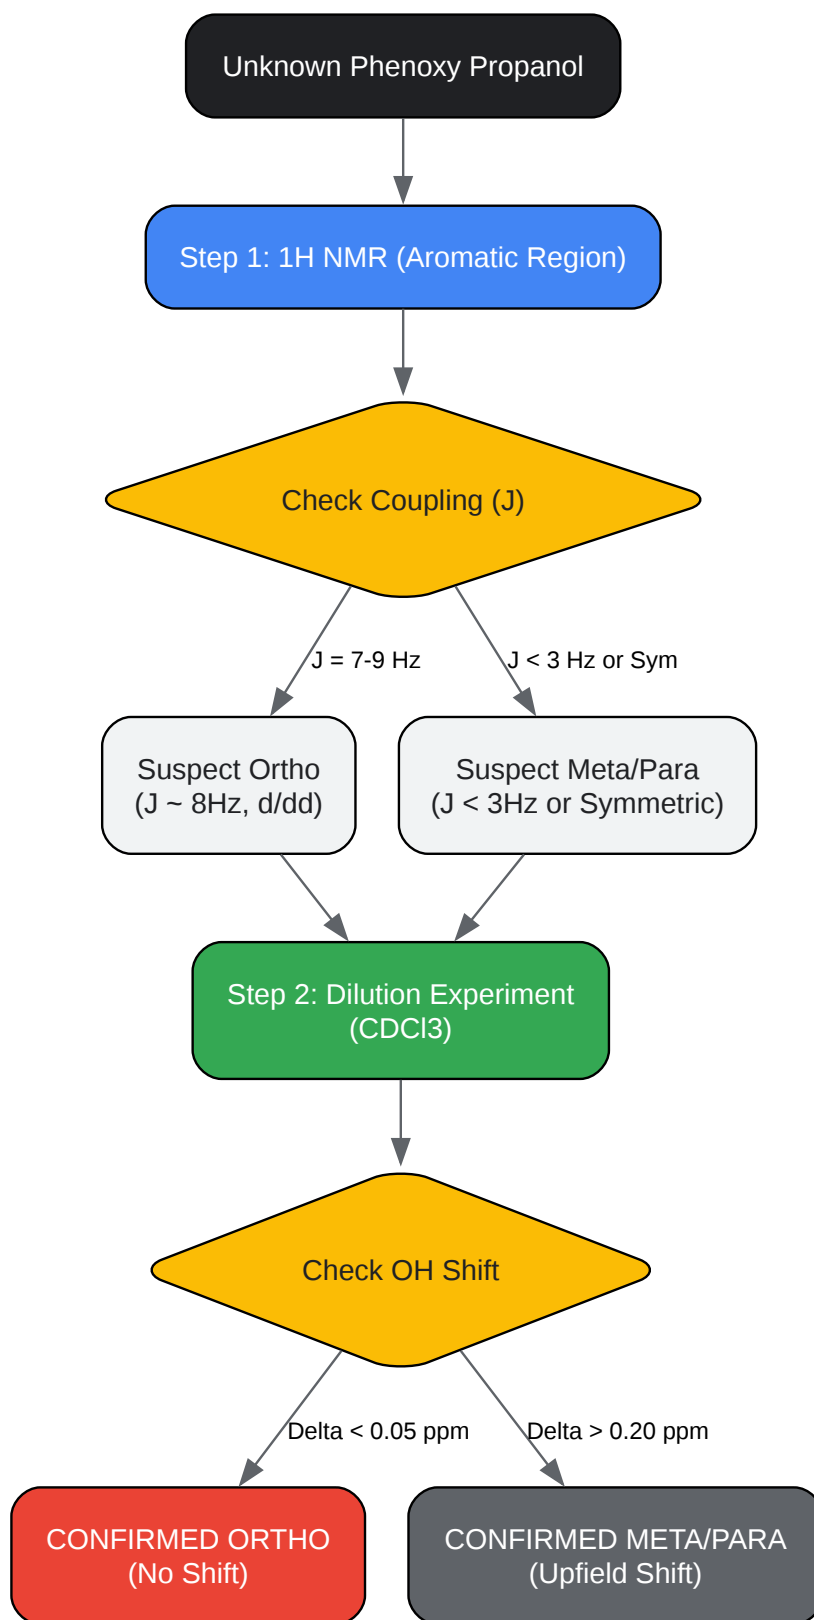 Unknown Phenoxy Propanol
Step 1: 1H NMR (Aromatic Region)
Check Coupling (J)
J = 7-9 Hz
J < 3 Hz or Sym
Suspect Ortho
(J ~ 8Hz, d/dd)
Suspect Meta/Para
(J < 3Hz or Symmetric)
Step 2: Dilution Experiment
(CDCl3)
Check OH Shift
Delta < 0.05 ppm
Delta > 0.20 ppm
CONFIRMED ORTHO
(No Shift)
CONFIRMED META/PARA
(Upfield Shift)